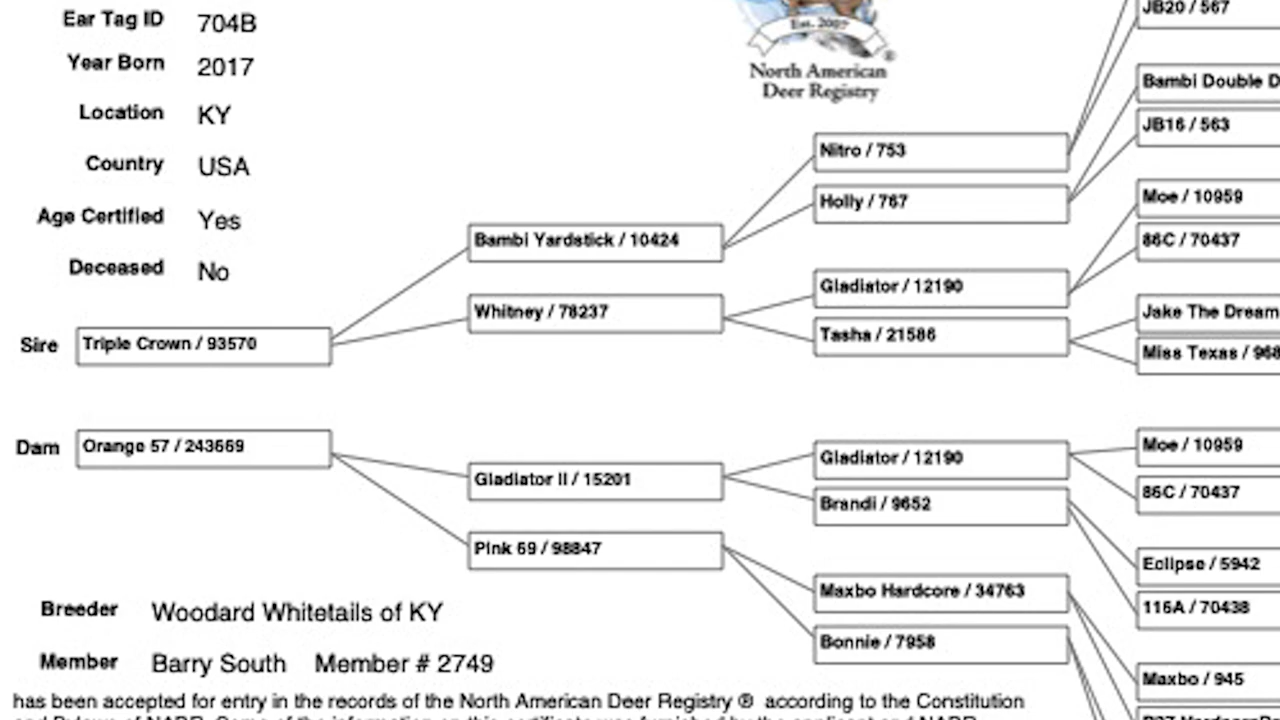 Ear Tag ID 704B
Year Born 2017
Location KY
Country USA
Age Certified Yes
Deceased No
Est. 2007
North American
Deer Registry
®
Sire Triple Crown / 93570
Dam Orange 57 / 243669
Bambi Yardstick / 10424
Whitney / 78237
Gladiator II / 15201
Pink 69 / 98847
Nitro / 753
Holly / 767
Gladiator / 12190
Tasha / 21586
Gladiator / 12190
Brandi / 9652
Maxbo Hardcore / 34763
Bonnie / 7958
JB20 / 567
Bambi Double D
JB16 / 563
Moe / 10959
86C / 70437
Jake The Dream
Miss Texas / 968
Moe / 10959
86C / 70437
Eclipse / 5942
116A / 70438
Maxbo / 945
Breeder Woodard Whitetails of KY
Member Barry South Member # 2749
has been accepted for entry in the records of the North American Deer Registry ® according to the Constitution